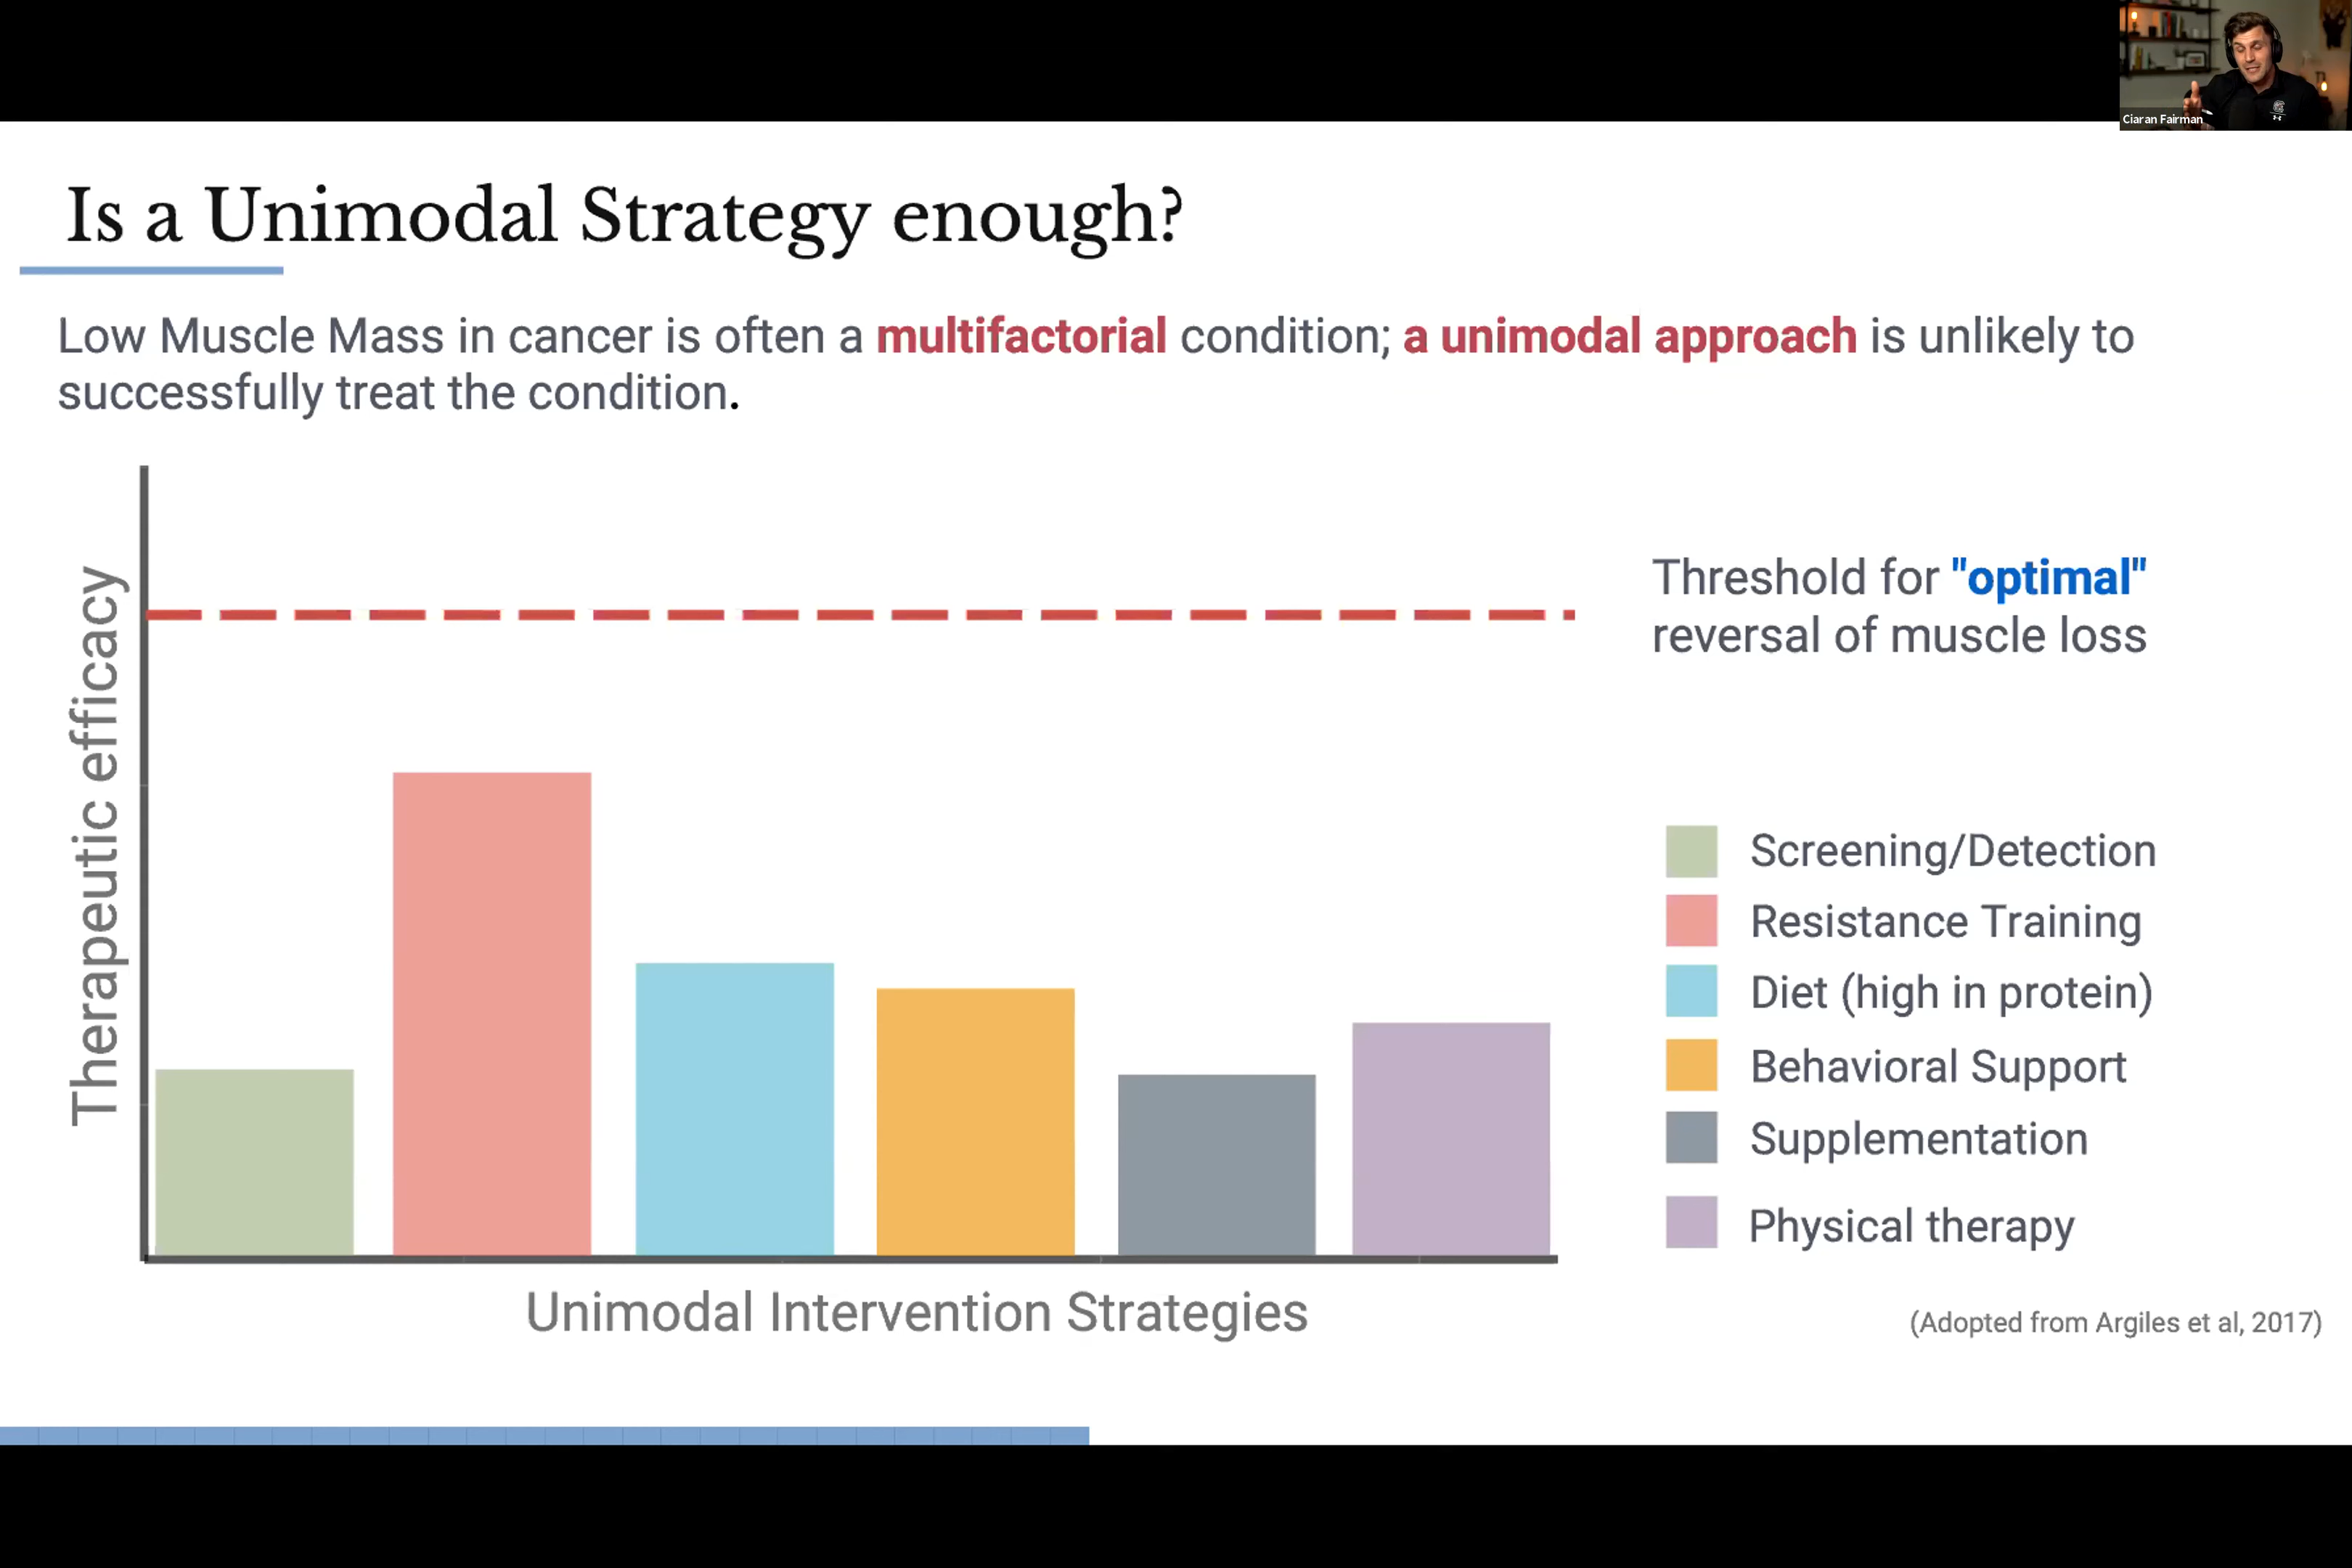 Ciaran Fairman
Is a Unimodal Strategy enough?
Low Muscle Mass in cancer is often a multifactorial condition; a unimodal approach is unlikely to
successfully treat the condition.
Therapeutic efficacy
Threshold for "optimal"
reversal of muscle loss
Screening/Detection
Resistance Training
Diet (high in protein)
Behavioral Support
Supplementation
Physical therapy
Unimodal Intervention Strategies
(Adopted from Argiles et al, 2017)